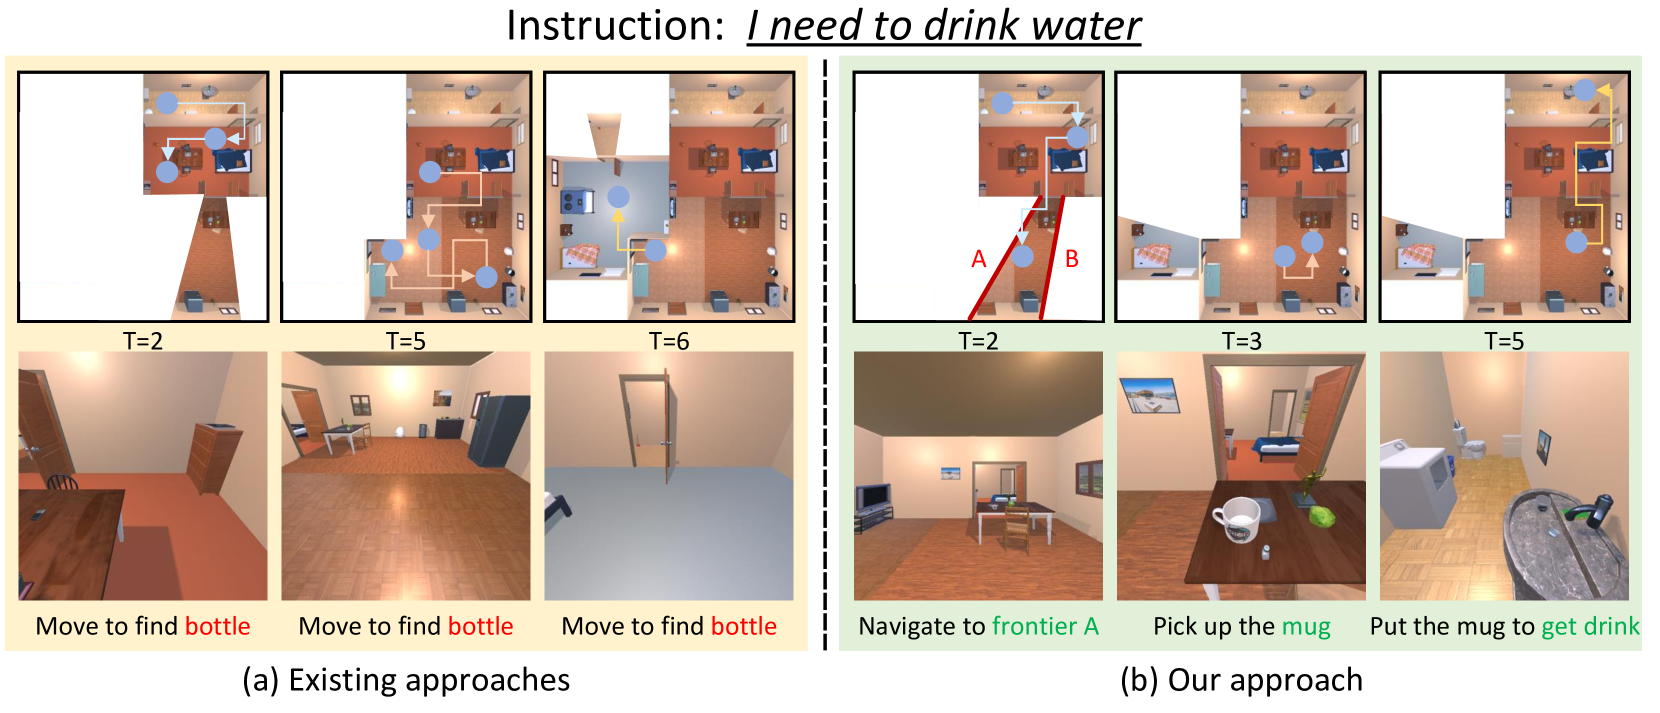 Instruction: I need to drink water
T=2
T=5
T=6
Move to find bottle
Move to find bottle
Move to find bottle
(a) Existing approaches
A
B
T=2
T=3
T=5
Navigate to frontier A
Pick up the mug
Put the mug to get drink
(b) Our approach